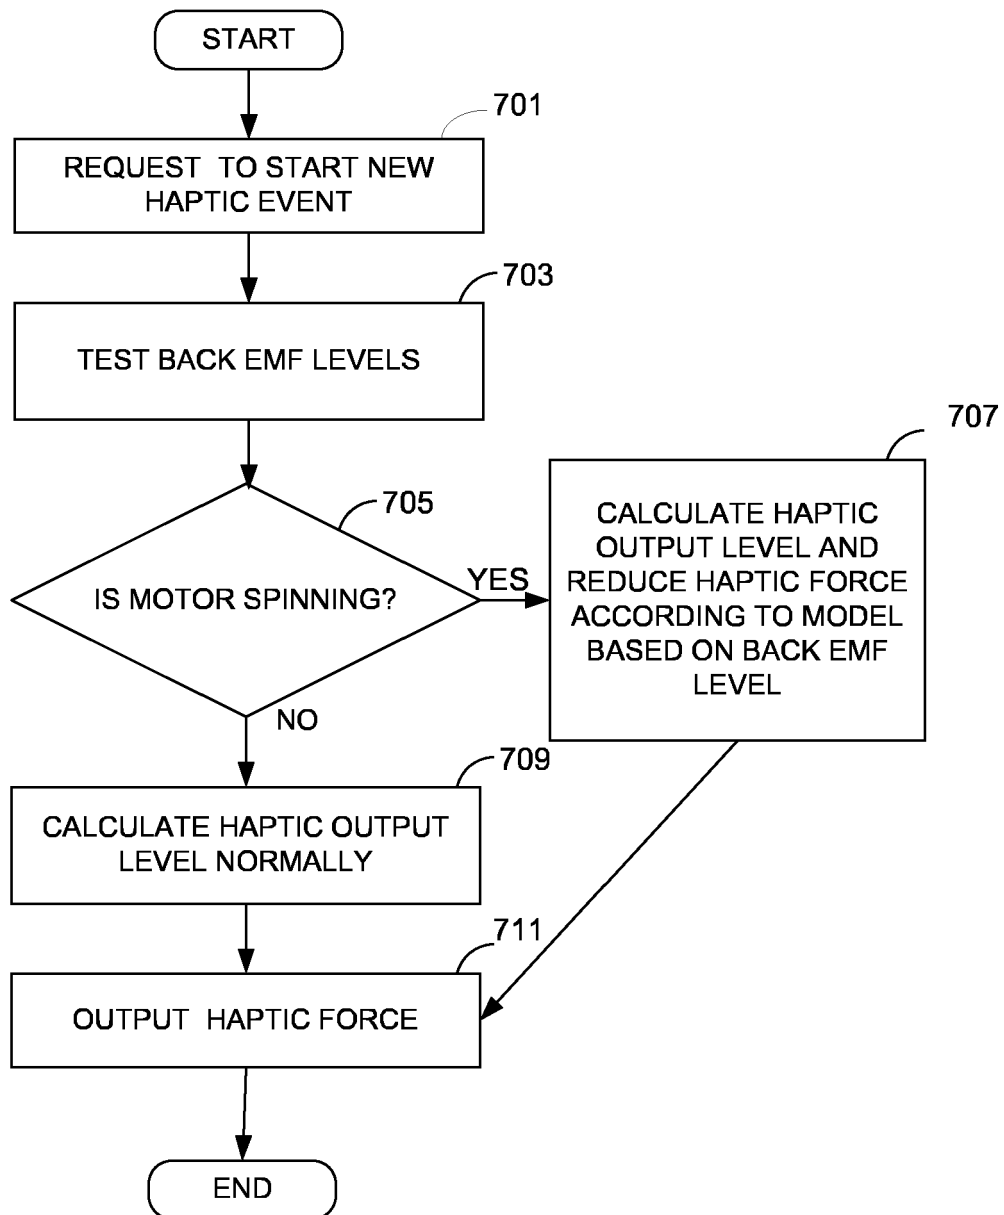 START
701
REQUEST TO START NEW
HAPTIC EVENT
703
TEST BACK EMF LEVELS
705
IS MOTOR SPINNING?
YES
707
CALCULATE HAPTIC
OUTPUT LEVEL AND
REDUCE HAPTIC FORCE
ACCORDING TO MODEL
BASED ON BACK EMF
LEVEL
NO
709
CALCULATE HAPTIC OUTPUT
LEVEL NORMALLY
711
OUTPUT HAPTIC FORCE
END